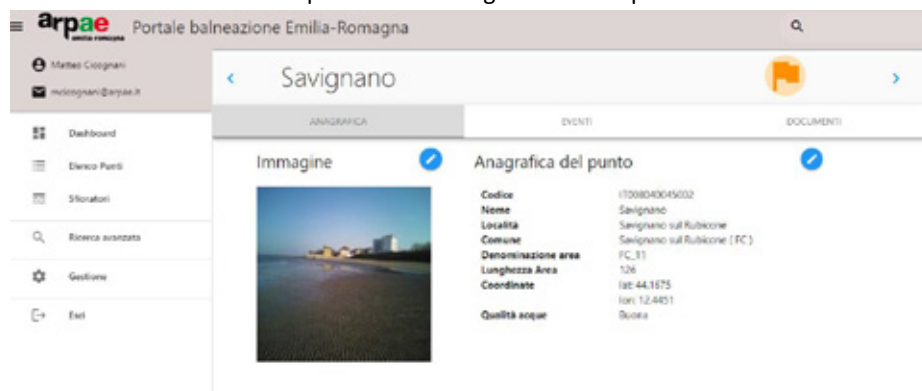 arpae
emilia-romagna
Portale balneazione Emilia-Romagna
Matteo Cicognani
mcicognani@arpae.it
Dashboard
Elenco Punti
Sfioratori
Ricerca avanzata
Gestione
Esci
Savignano
ANAGRAFICA EVENTI DOCUMENTI
Immagine
Anagrafica del punto
Codice IT008040045002
Nome Savignano
Località Savignano sul Rubicone
Comune Savignano sul Rubicone ( FC )
Denominazione area FC_11
Lunghezza Area 126
Coordinate lat: 44.1675
lon: 12.4451
Qualità acque Buona